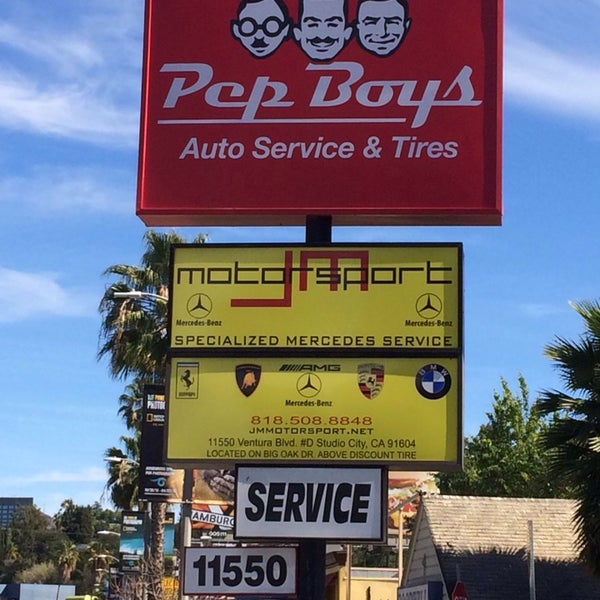 Pep Boys
Auto Service & Tires
JM
motorsport
Mercedes-Benz Mercedes-Benz
SPECIALIZED MERCEDES SERVICE
AMG
Mercedes-Benz
BMW
818.508.8848
JMMOTORSPORT.NET
11550 Ventura Blvd. #D Studio City, CA 91604
LOCATED ON BIG OAK DR. ABOVE DISCOUNT TIRE
SERVICE
11550